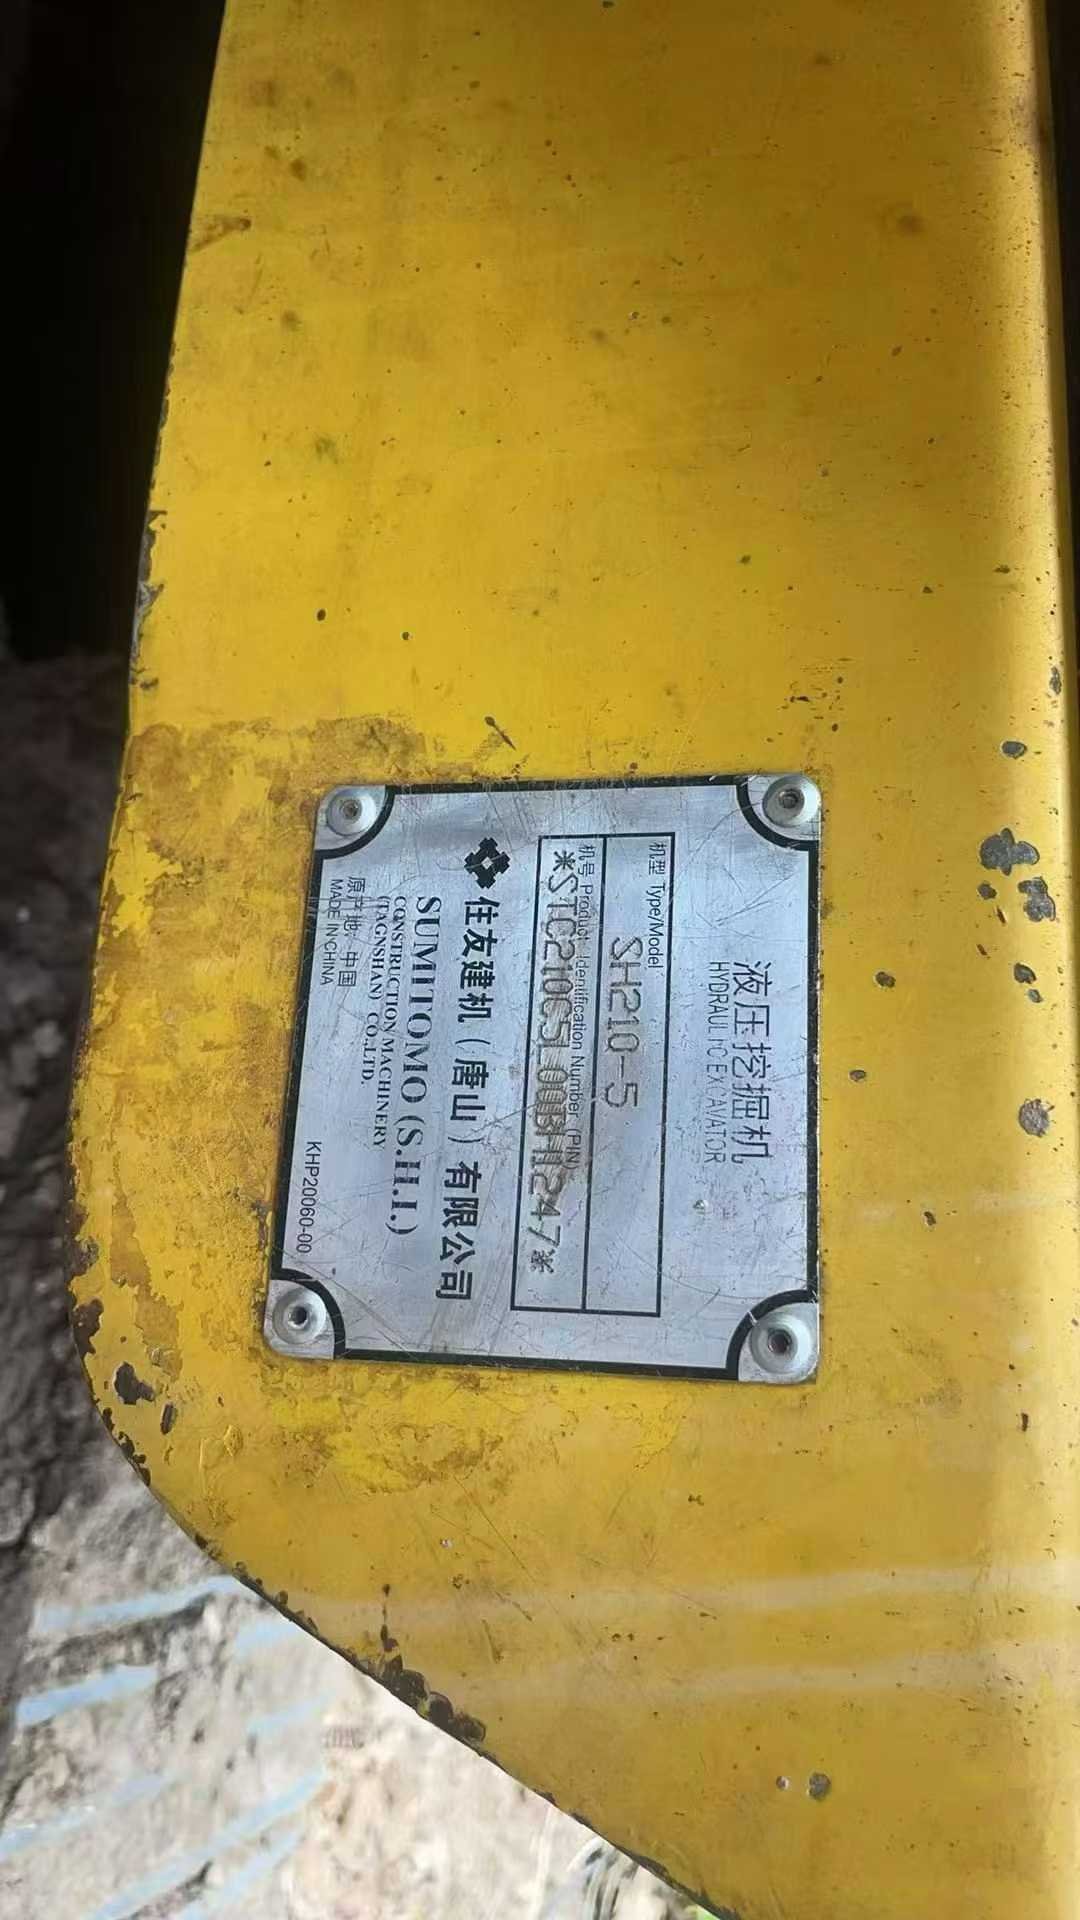 液压挖掘机
HYDRAULIC EXCAVATOR
机型 Type/Model
SH210-5
机号 Product Identification Number (PIN)
*STC210C5L00BH1247*
住友建机(唐山)有限公司
SUMITOMO (S.H.I.)
CONSTRUCTION MACHINERY
(TAGNSHAN) CO.,LTD.
原产地:中国
MADE IN CHINA
KHP20060-00